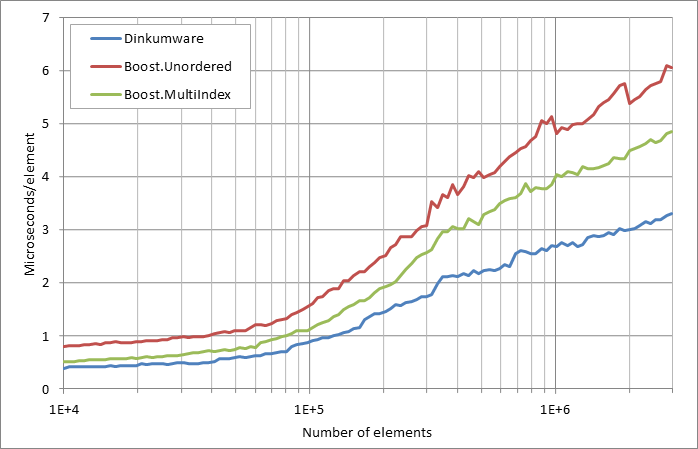 7
6
5
4
3
2
1
0
Microseconds/element
Dinkumware
Boost.Unordered
Boost.MultiIndex
1E+4 1E+5 1E+6
Number of elements